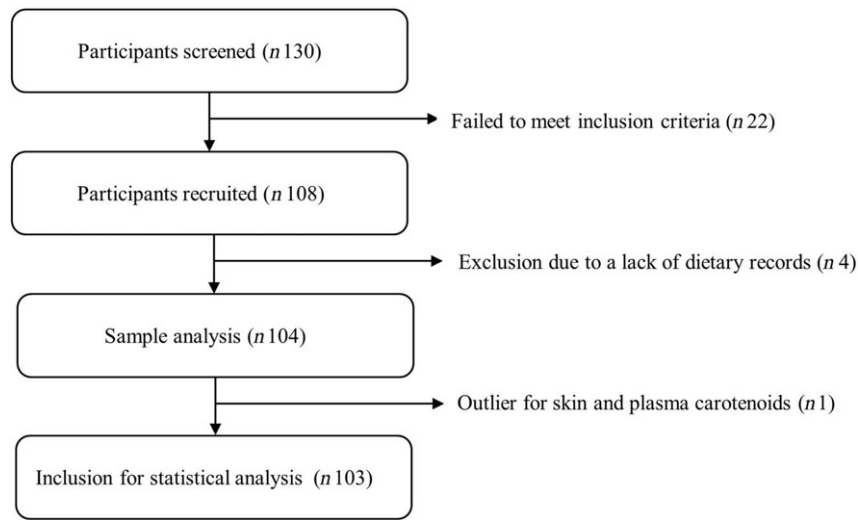 Participants screened (n 130)
Failed to meet inclusion criteria (n 22)
Participants recruited (n 108)
Exclusion due to a lack of dietary records (n 4)
Sample analysis (n 104)
Outlier for skin and plasma carotenoids (n 1)
Inclusion for statistical analysis (n 103)